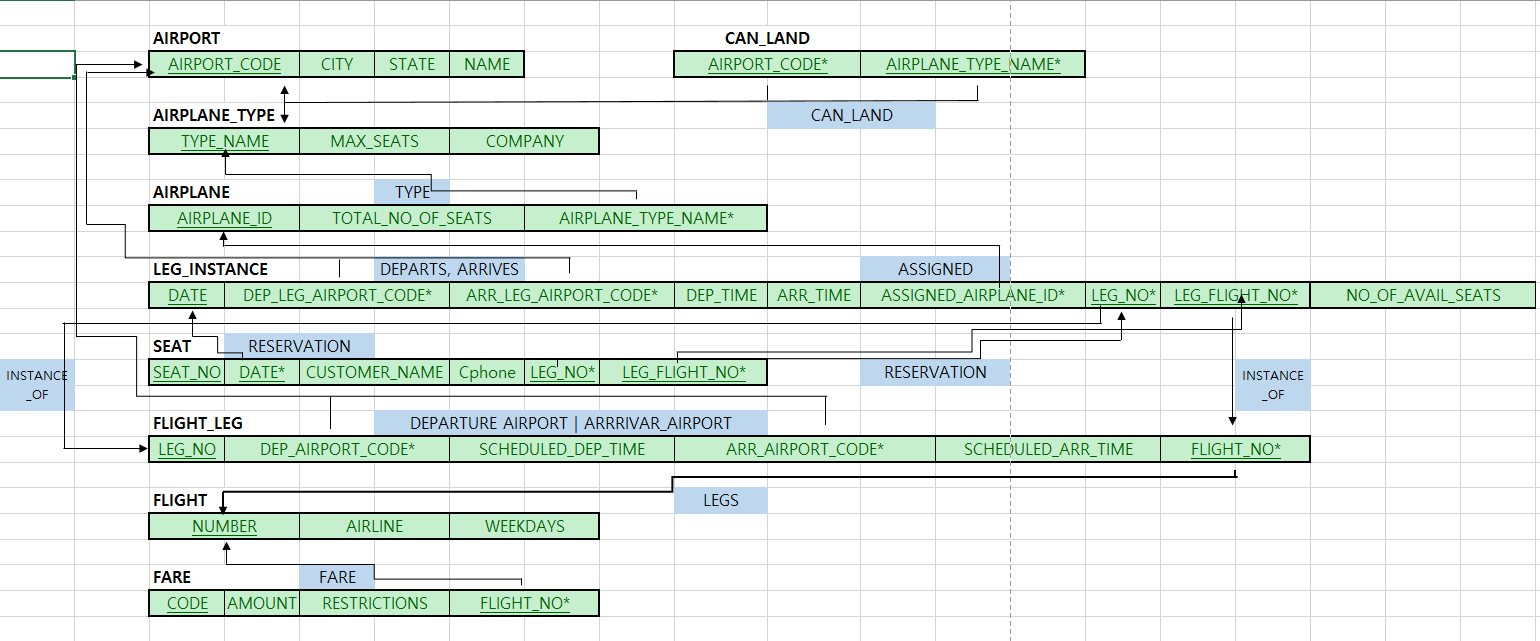 AIRPORT CAN_LAND
AIRPORT_CODE CITY STATE NAME AIRPORT_CODE* AIRPLANE_TYPE_NAME*
AIRPLANE_TYPE CAN_LAND
TYPE_NAME MAX_SEATS COMPANY
AIRPLANE TYPE
AIRPLANE_ID TOTAL_NO_OF_SEATS AIRPLANE_TYPE_NAME*
LEG_INSTANCE DEPARTS, ARRIVES ASSIGNED
DATE DEP_LEG_AIRPORT_CODE* ARR_LEG_AIRPORT_CODE* DEP_TIME ARR_TIME ASSIGNED_AIRPLANE_ID* LEG_NO* LEG_FLIGHT_NO* NO_OF_AVAIL_SEATS
SEAT RESERVATION
SEAT_NO DATE* CUSTOMER_NAME Cphone LEG_NO* LEG_FLIGHT_NO* RESERVATION
INSTANCE
_OF
INSTANCE
_OF
FLIGHT_LEG DEPARTURE AIRPORT | ARRRIVAR_AIRPORT
LEG_NO DEP_AIRPORT_CODE* SCHEDULED_DEP_TIME ARR_AIRPORT_CODE* SCHEDULED_ARR_TIME FLIGHT_NO*
FLIGHT LEGS
NUMBER AIRLINE WEEKDAYS
FARE FARE
CODE AMOUNT RESTRICTIONS FLIGHT_NO*